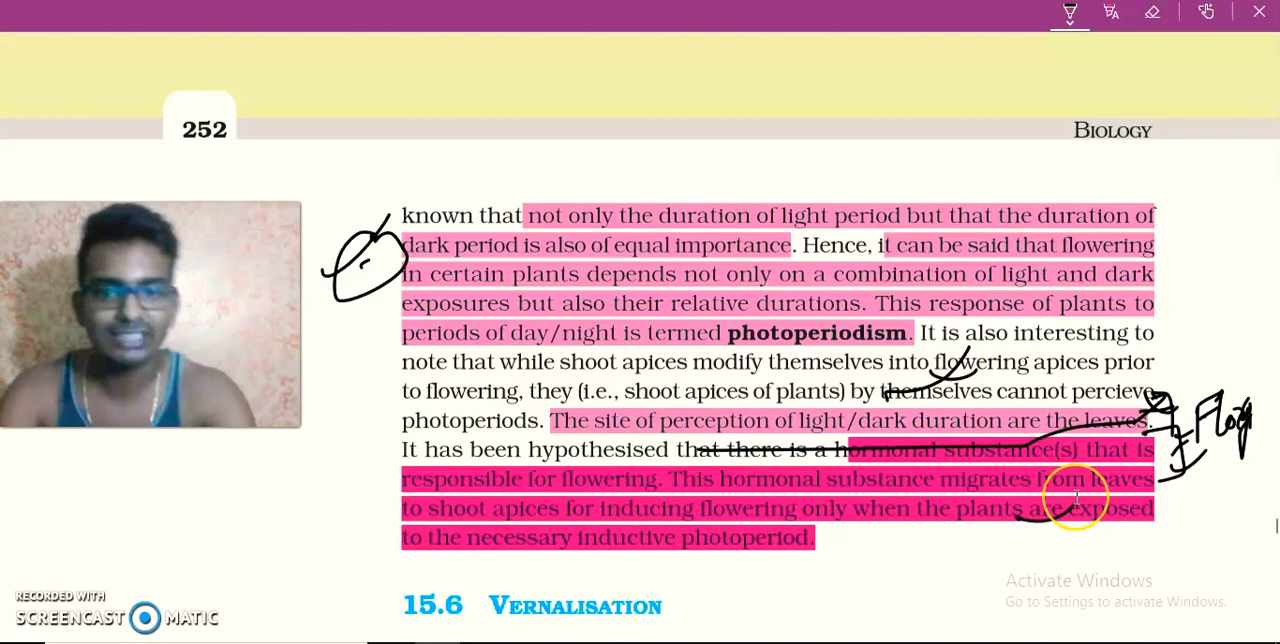 252
BIOLOGY
known that not only the duration of light period but that the duration of
dark period is also of equal importance. Hence, it can be said that flowering
in certain plants depends not only on a combination of light and dark
exposures but also their relative durations. This response of plants to
periods of day/night is termed photoperiodism. It is also interesting to
note that while shoot apices modify themselves into flowering apices prior
to flowering, they (i.e., shoot apices of plants) by themselves cannot percieve
photoperiods. The site of perception of light/dark duration are the leaves.
It has been hypothesised that there is a hormonal substance(s) that is
responsible for flowering. This hormonal substance migrates from leaves
to shoot apices for inducing flowering only when the plants are exposed
to the necessary inductive photoperiod.
15.6 VERNALISATION
Activate Windows
Go to Settings to activate Windows.
RECORDED WITH
SCREENCAST MATIC